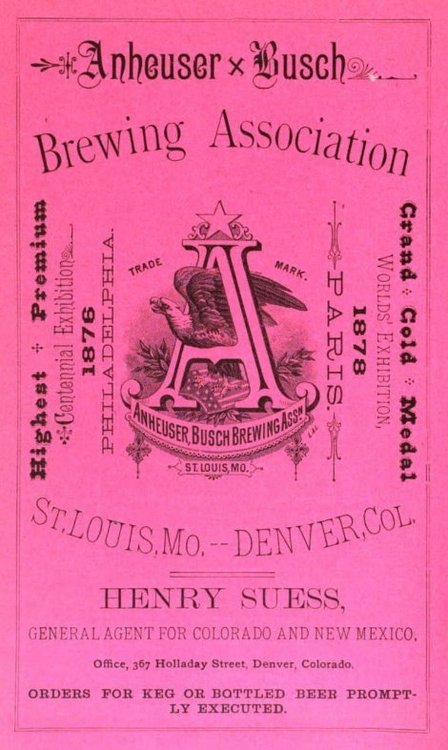 Anheuser × Busch
Brewing Association
Highest ÷ Premium
Centennial Exhibition,
1876
PHILADELPHIA.
TRADE MARK.
A
ANHEUSER, BUSCH BREWING ASS'N
ST. LOUIS, MO.
PARIS.
1878
WORLDS' EXHIBITION,
Grand ÷ Gold ÷ Medal
ST. LOUIS, MO. -- DENVER, COL.
HENRY SUESS,
GENERAL AGENT FOR COLORADO AND NEW MEXICO,
Office, 367 Holladay Street, Denver, Colorado.
ORDERS FOR KEG OR BOTTLED BEER PROMPT-
LY EXECUTED.